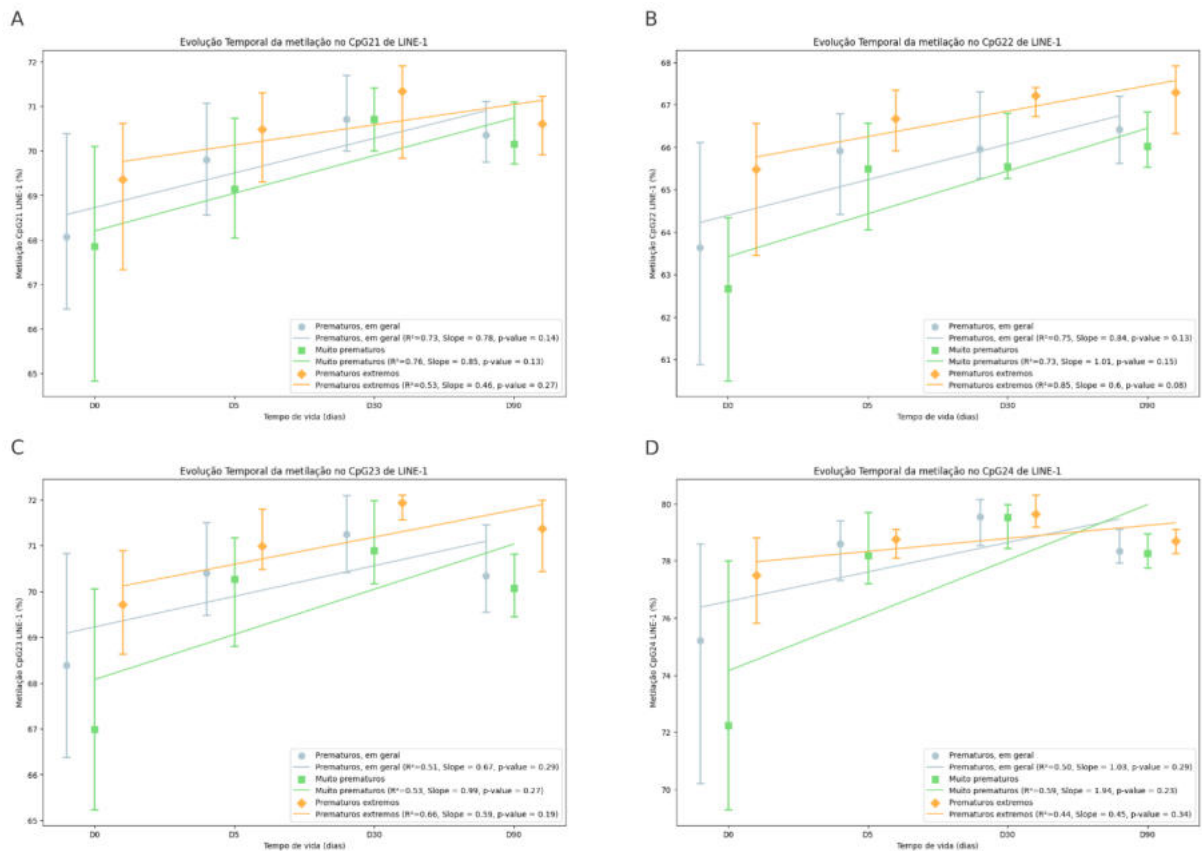 A
Evolução Temporal da metilação no CpG21 de LINE-1
72
71
70
69
68
67
66
65
Metilação CpG21 LINE-1 (%)
Prematuros, em geral
Prematuros, em geral (R²=0.73, Slope = 0.78, p-value = 0.14)
Muito prematuros
Muito prematuros (R²=0.76, Slope = 0.85, p-value = 0.13)
Prematuros extremos
Prematuros extremos (R²=0.53, Slope = 0.46, p-value = 0.27)
D0
D5
D30
D90
Tempo de vida (dias)
B
Evolução Temporal da metilação no CpG22 de LINE-1
68
67
66
65
64
63
62
61
Metilação CpG22 LINE-1 (%)
Prematuros, em geral
Prematuros, em geral (R²=0.75, Slope = 0.84, p-value = 0.13)
Muito prematuros
Muito prematuros (R²=0.73, Slope = 1.01, p-value = 0.15)
Prematuros extremos
Prematuros extremos (R²=0.85, Slope = 0.6, p-value = 0.08)
D0
D5
D30
D90
Tempo de vida (dias)
C
Evolução Temporal da metilação no CpG23 de LINE-1
72
71
70
69
68
67
66
65
Metilação CpG23 LINE-1 (%)
Prematuros, em geral
Prematuros, em geral (R²=0.51, Slope = 0.67, p-value = 0.29)
Muito prematuros
Muito prematuros (R²=0.53, Slope = 0.99, p-value = 0.27)
Prematuros extremos
Prematuros extremos (R²=0.66, Slope = 0.59, p-value = 0.19)
D0
D5
D30
D90
Tempo de vida (dias)
D
Evolução Temporal da metilação no CpG24 de LINE-1
80
78
76
74
72
70
Metilação CpG24 LINE-1 (%)
Prematuros, em geral
Prematuros, em geral (R²=0.50, Slope = 1.03, p-value = 0.29)
Muito prematuros
Muito prematuros (R²=0.59, Slope = 1.94, p-value = 0.23)
Prematuros extremos
Prematuros extremos (R²=0.44, Slope = 0.45, p-value = 0.34)
D0
D5
D30
D90
Tempo de vida (dias)